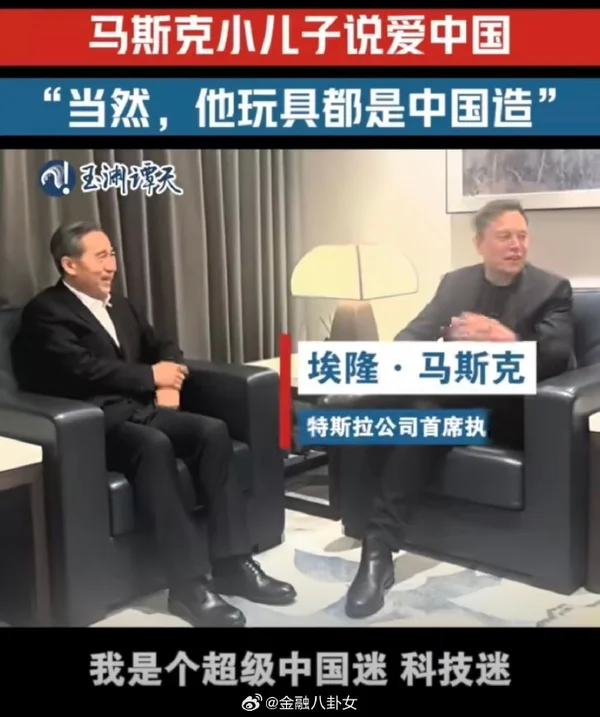 马斯克小儿子说爱中国
“当然，他玩具都是中国造”
玉渊谭天
埃隆·马斯克
特斯拉公司首席执
我是个超级中国迷 科技迷
@金融八卦女